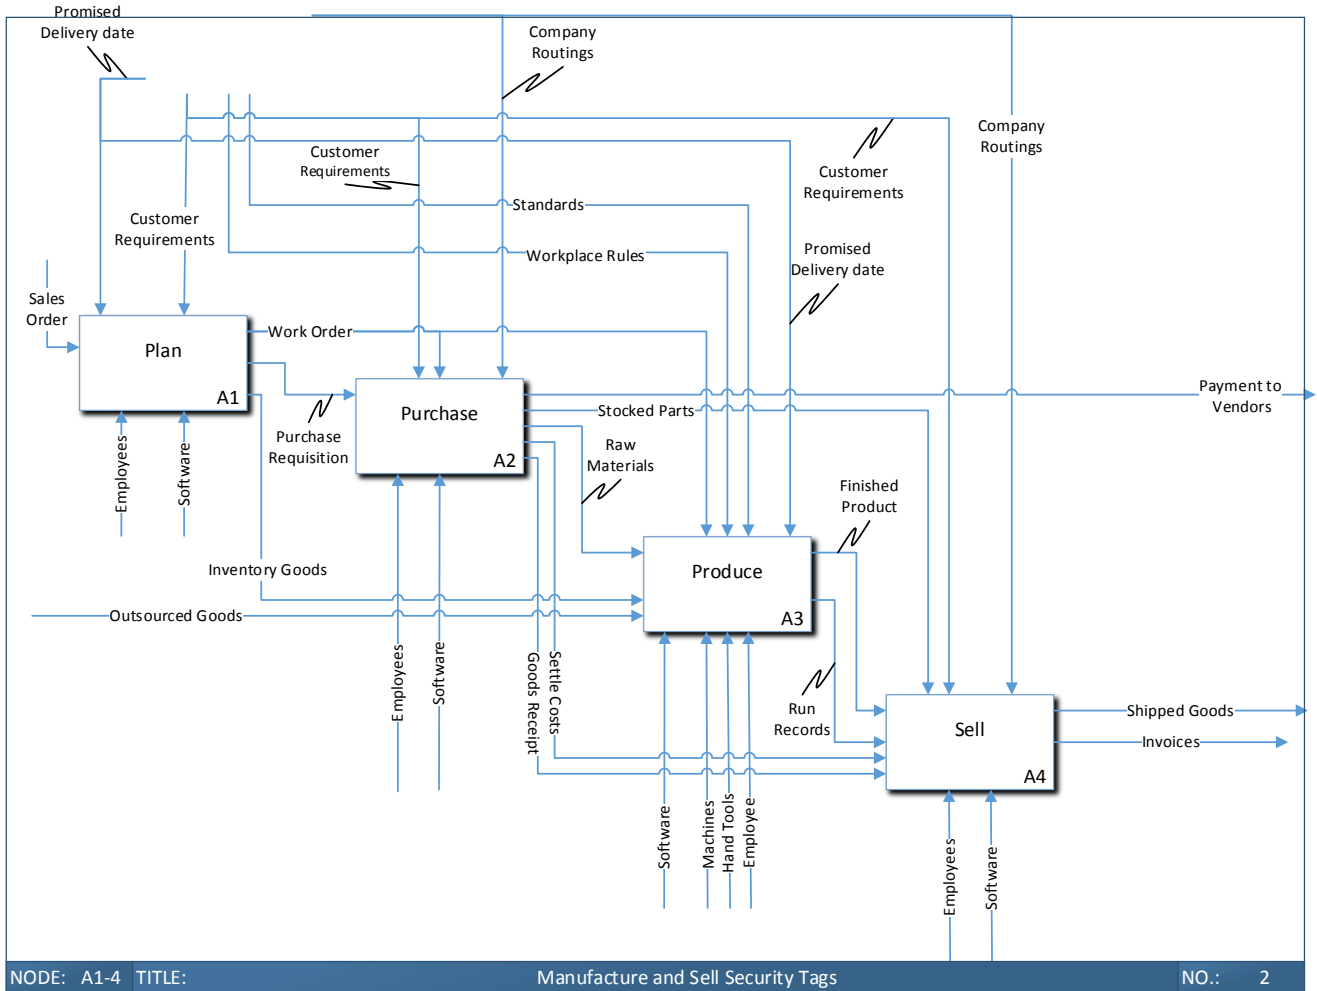 Promised
Delivery date
Company
Routings
Company
Routings
Customer
Requirements
Customer
Requirements
Customer
Requirements
Standards
Workplace Rules
Promised
Delivery date
Sales
Order
Work Order
Plan
A1
Payment to
Vendors
Purchase
A2
Stocked Parts
Purchase
Requisition
Raw
Materials
Employees
Software
Finished
Product
Inventory Goods
Produce
A3
Outsourced Goods
Employees
Software
Goods Receipt
Settle Costs
Run
Records
Sell
A4
Shipped Goods
Invoices
Software
Machines
Hand Tools
Employee
Employees
Software
NODE: A1-4 TITLE: Manufacture and Sell Security Tags NO.: 2